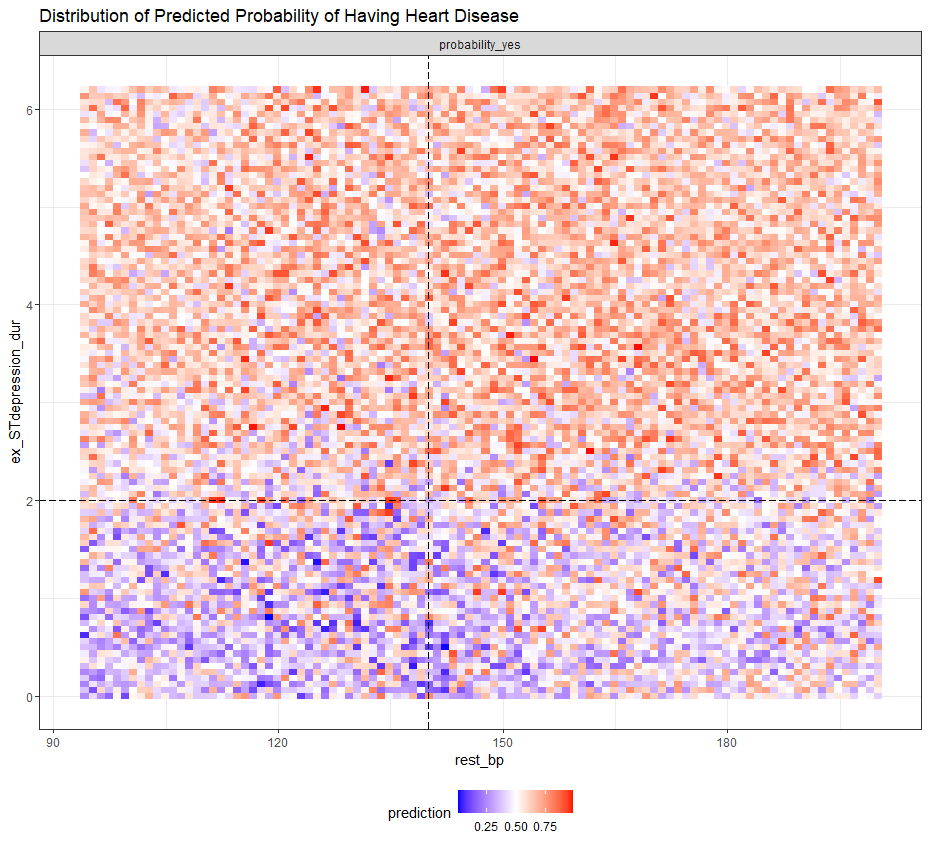 Distribution of Predicted Probability of Having Heart Disease
probability_yes
6
4
2
0
ex_STdepression_dur
90 120 150 180
rest_bp
prediction
0.25 0.50 0.75